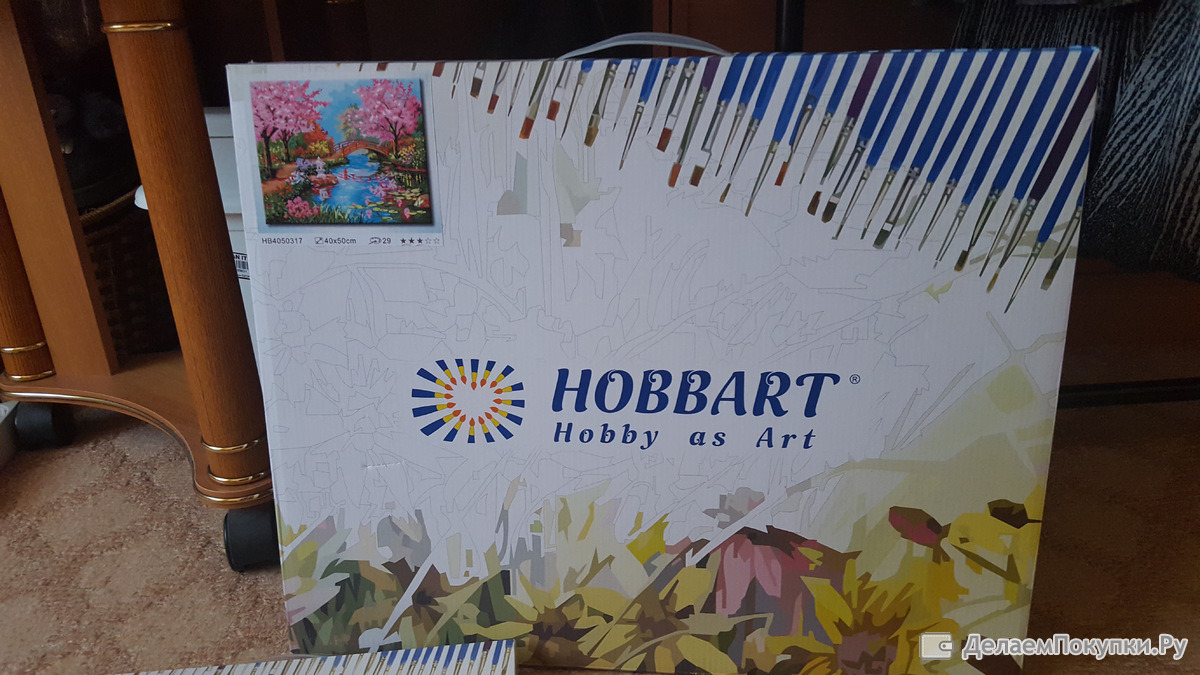 HB4050317 40x50cm 29 ★★★☆☆
HOBBART ®
Hobby as Art
ДелаемПокупки.Ру